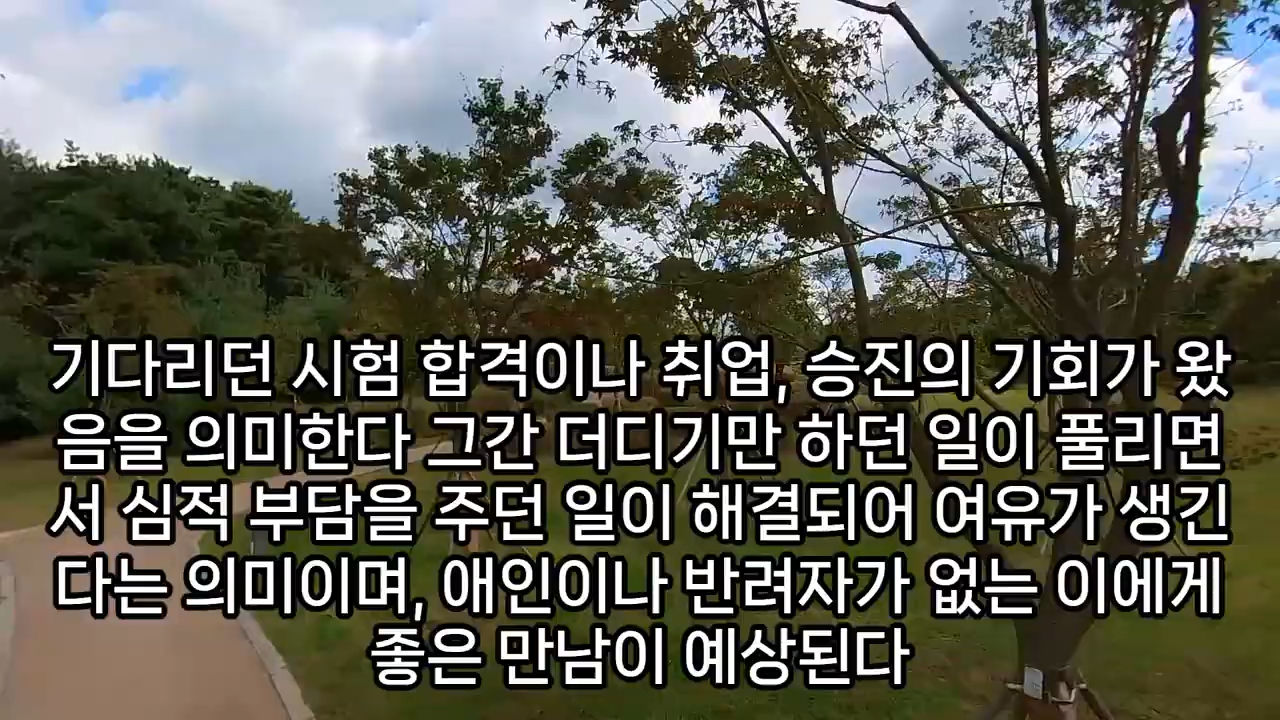 기다리던 시험 합격이나 취업, 승진의 기회가 왔
음을 의미한다 그간 더디기만 하던 일이 풀리면
서 심적 부담을 주던 일이 해결되어 여유가 생긴
다는 의미이며, 애인이나 반려자가 없는 이에게
좋은 만남이 예상된다